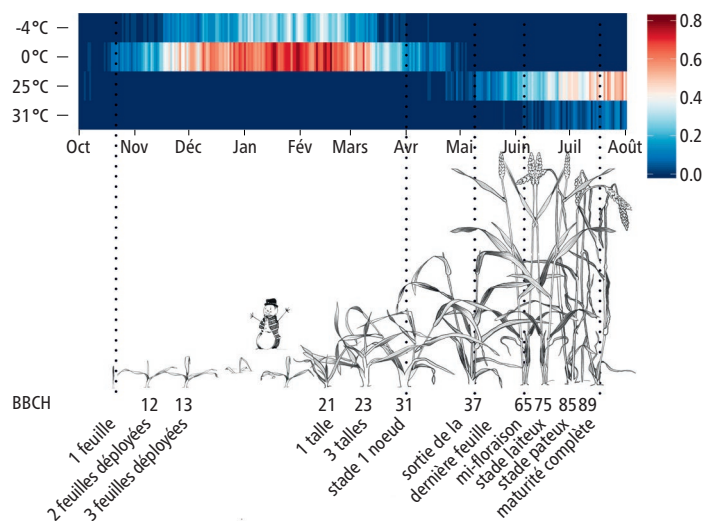 -4°C
0°C
25°C
31°C
0.8
0.6
0.4
0.2
0.0
Oct Nov Déc Jan Fév Mars Avr Mai Juin Juil Août
BBCH 12 13 21 23 31 37 65 75 85 89
1 feuille
2 feuilles déployées
3 feuilles déployées
1 talle
3 talles
stade 1 noeud
sortie de la
dernière feuille
mi-floraison
stade laiteux
stade pateux
maturité complète